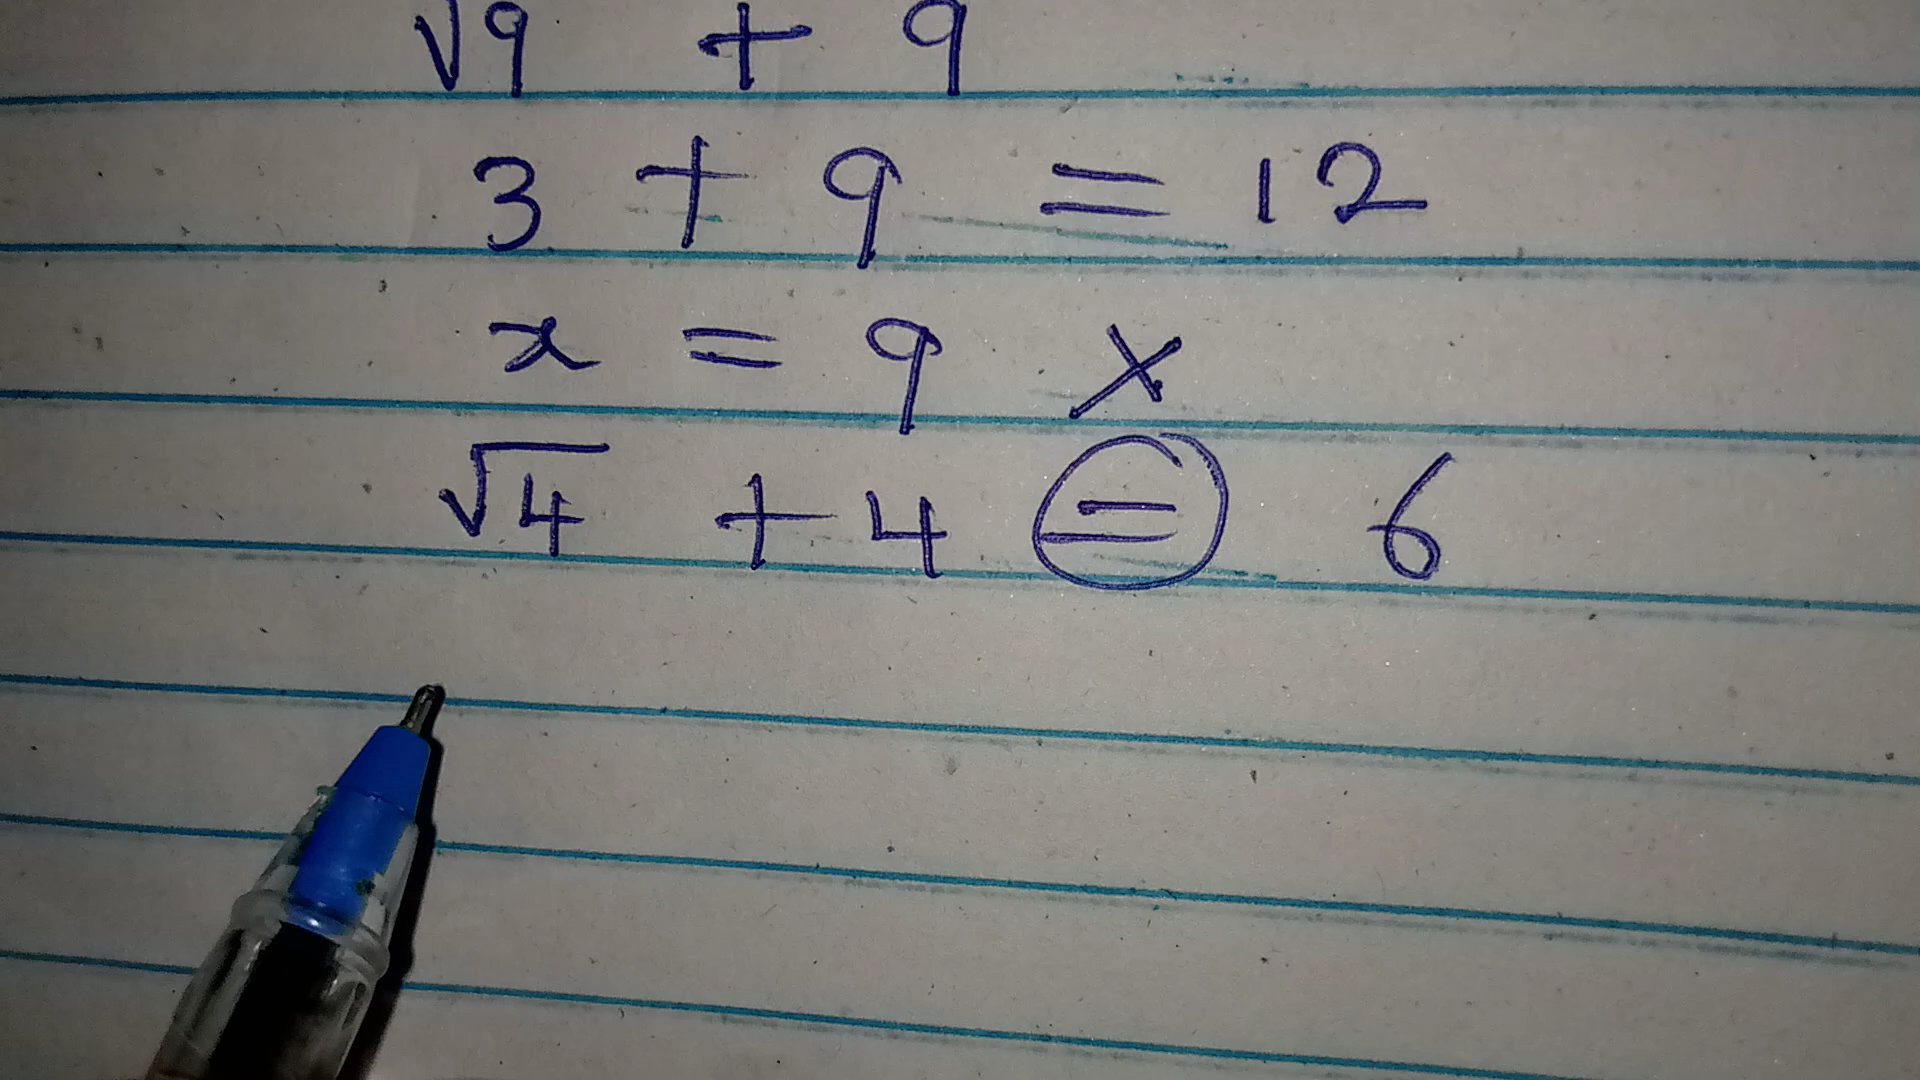 √9 + 9
3 + 9 = 12
x = 9 ×
√4 + 4 = 6